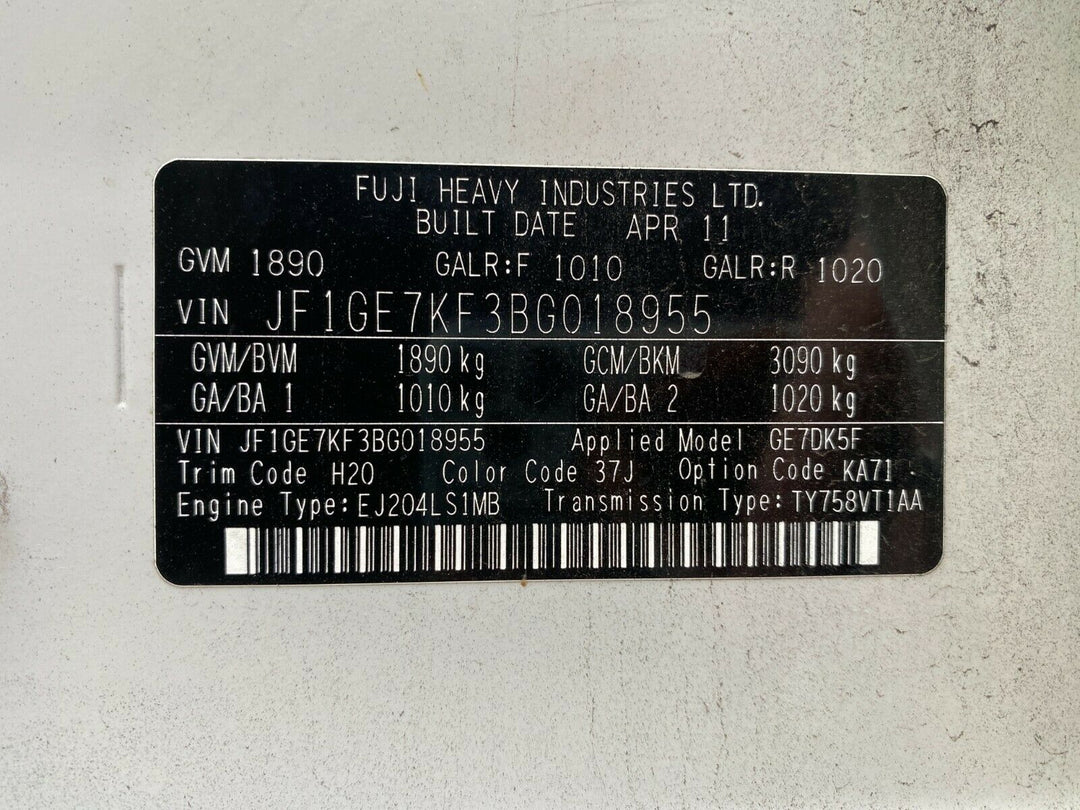 FUJI HEAVY INDUSTRIES LTD.
BUILT DATE APR 11
GVM 1890 GALR:F 1010 GALR:R 1020
VIN JF1GE7KF3BG018955
GVM/BVM 1890 kg GCM/BKM 3090 kg
GA/BA 1 1010 kg GA/BA 2 1020 kg
VIN JF1GE7KF3BG018955 Applied Model GE7DK5F
Trim Code H20 Color Code 37J Option Code KA71
Engine Type:EJ204LS1MB Transmission Type:TY758VT1AA